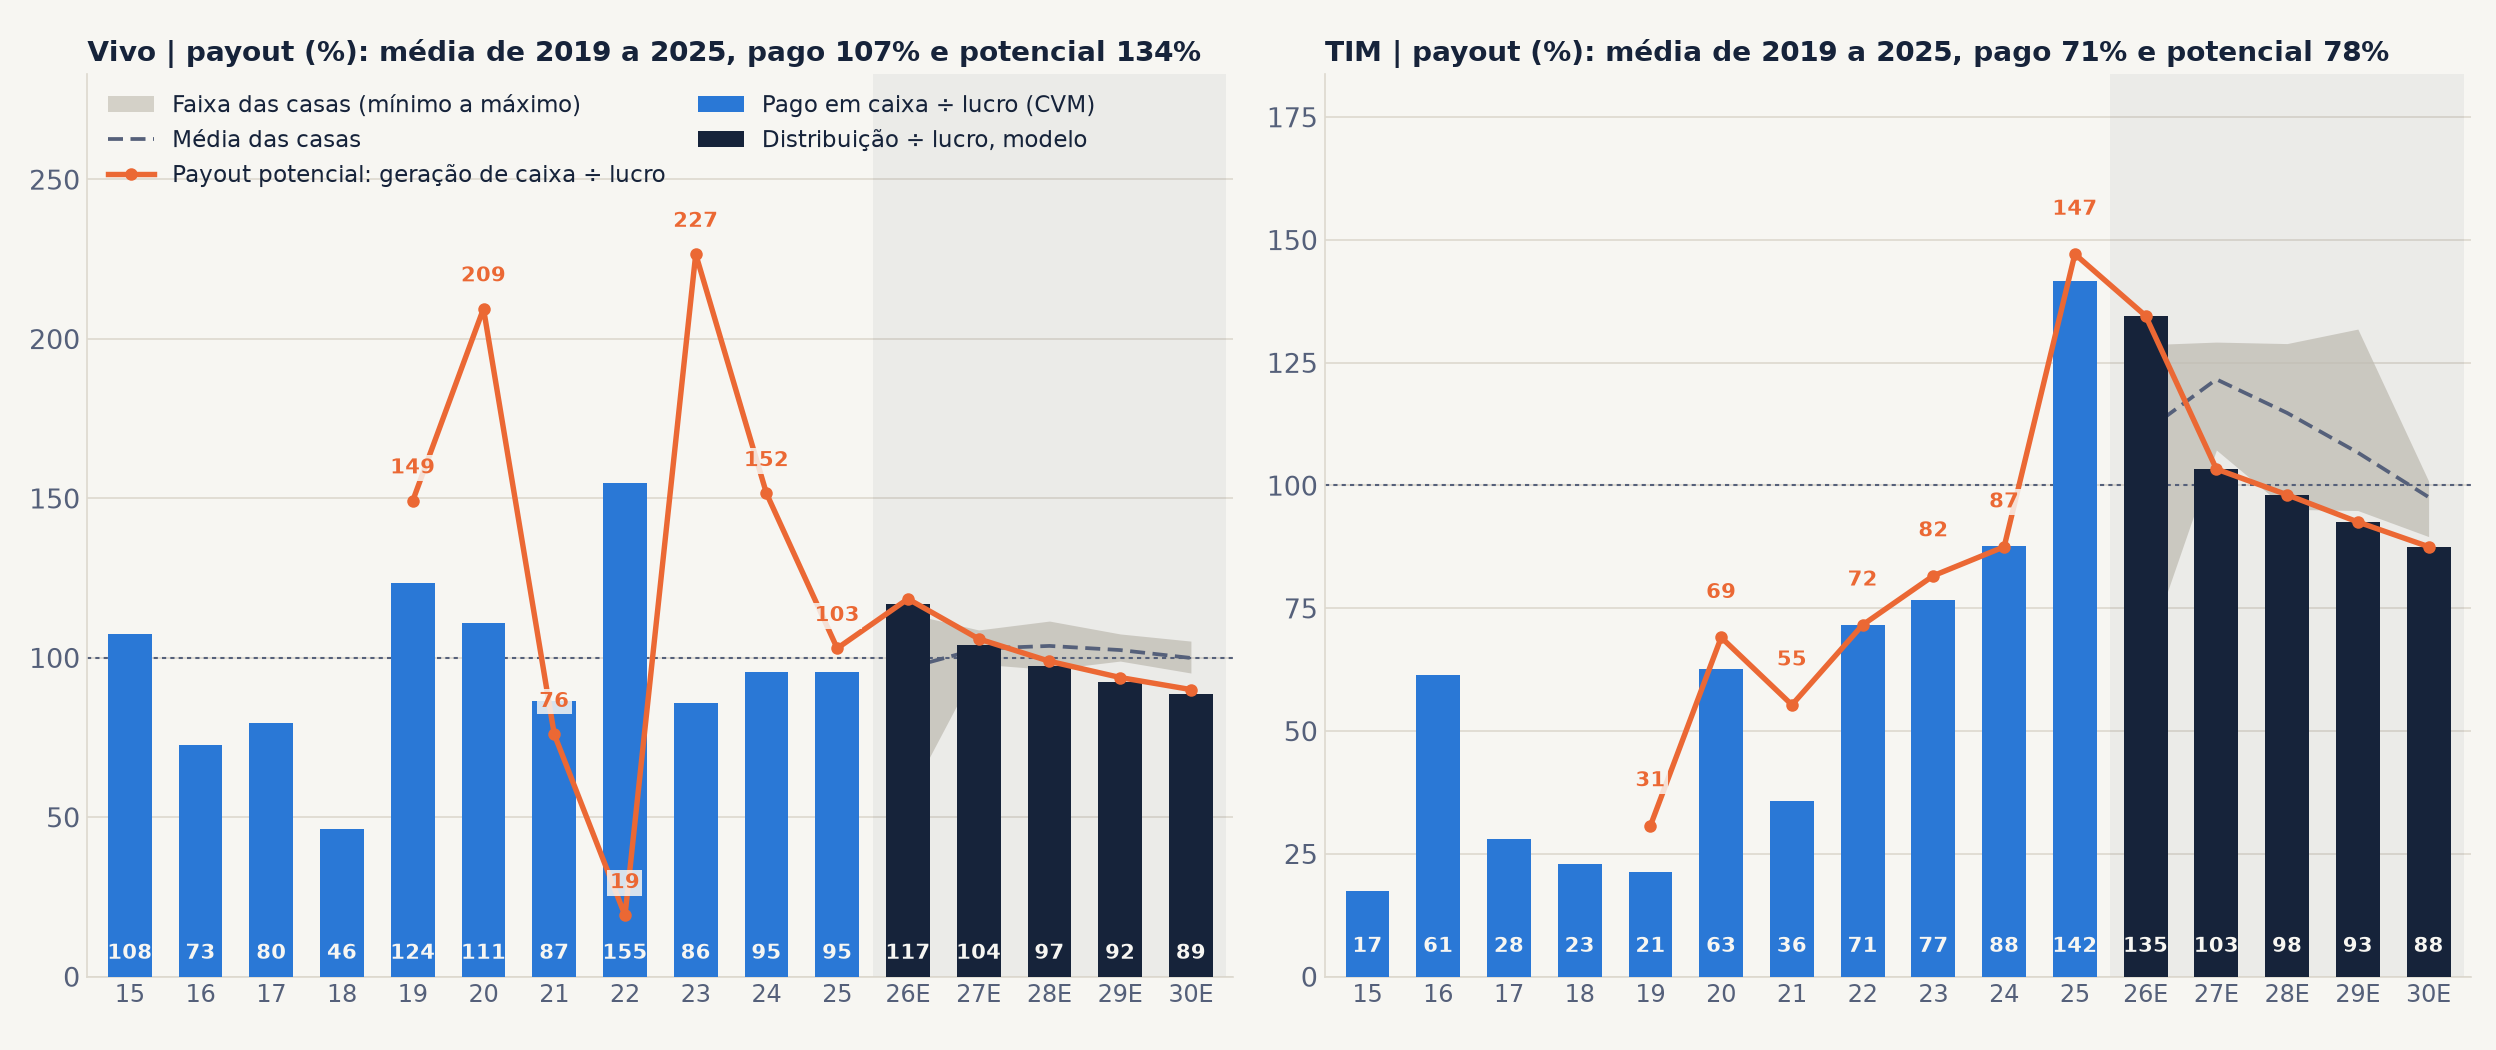 Vivo | payout (%): média de 2019 a 2025, pago 107% e potencial 134%
Faixa das casas (mínimo a máximo)
Média das casas
Payout potencial: geração de caixa ÷ lucro
Pago em caixa ÷ lucro (CVM)
Distribuição ÷ lucro, modelo
250
200
150
100
50
0
149
209
76
19
227
152
103
108 73 80 46 124 111 87 155 86 95 95 117 104 97 92 89
15 16 17 18 19 20 21 22 23 24 25 26E 27E 28E 29E 30E
TIM | payout (%): média de 2019 a 2025, pago 71% e potencial 78%
175
150
125
100
75
50
25
0
31
69
55
72
82
87
147
17 61 28 23 21 63 36 71 77 88 142 135 103 98 93 88
15 16 17 18 19 20 21 22 23 24 25 26E 27E 28E 29E 30E